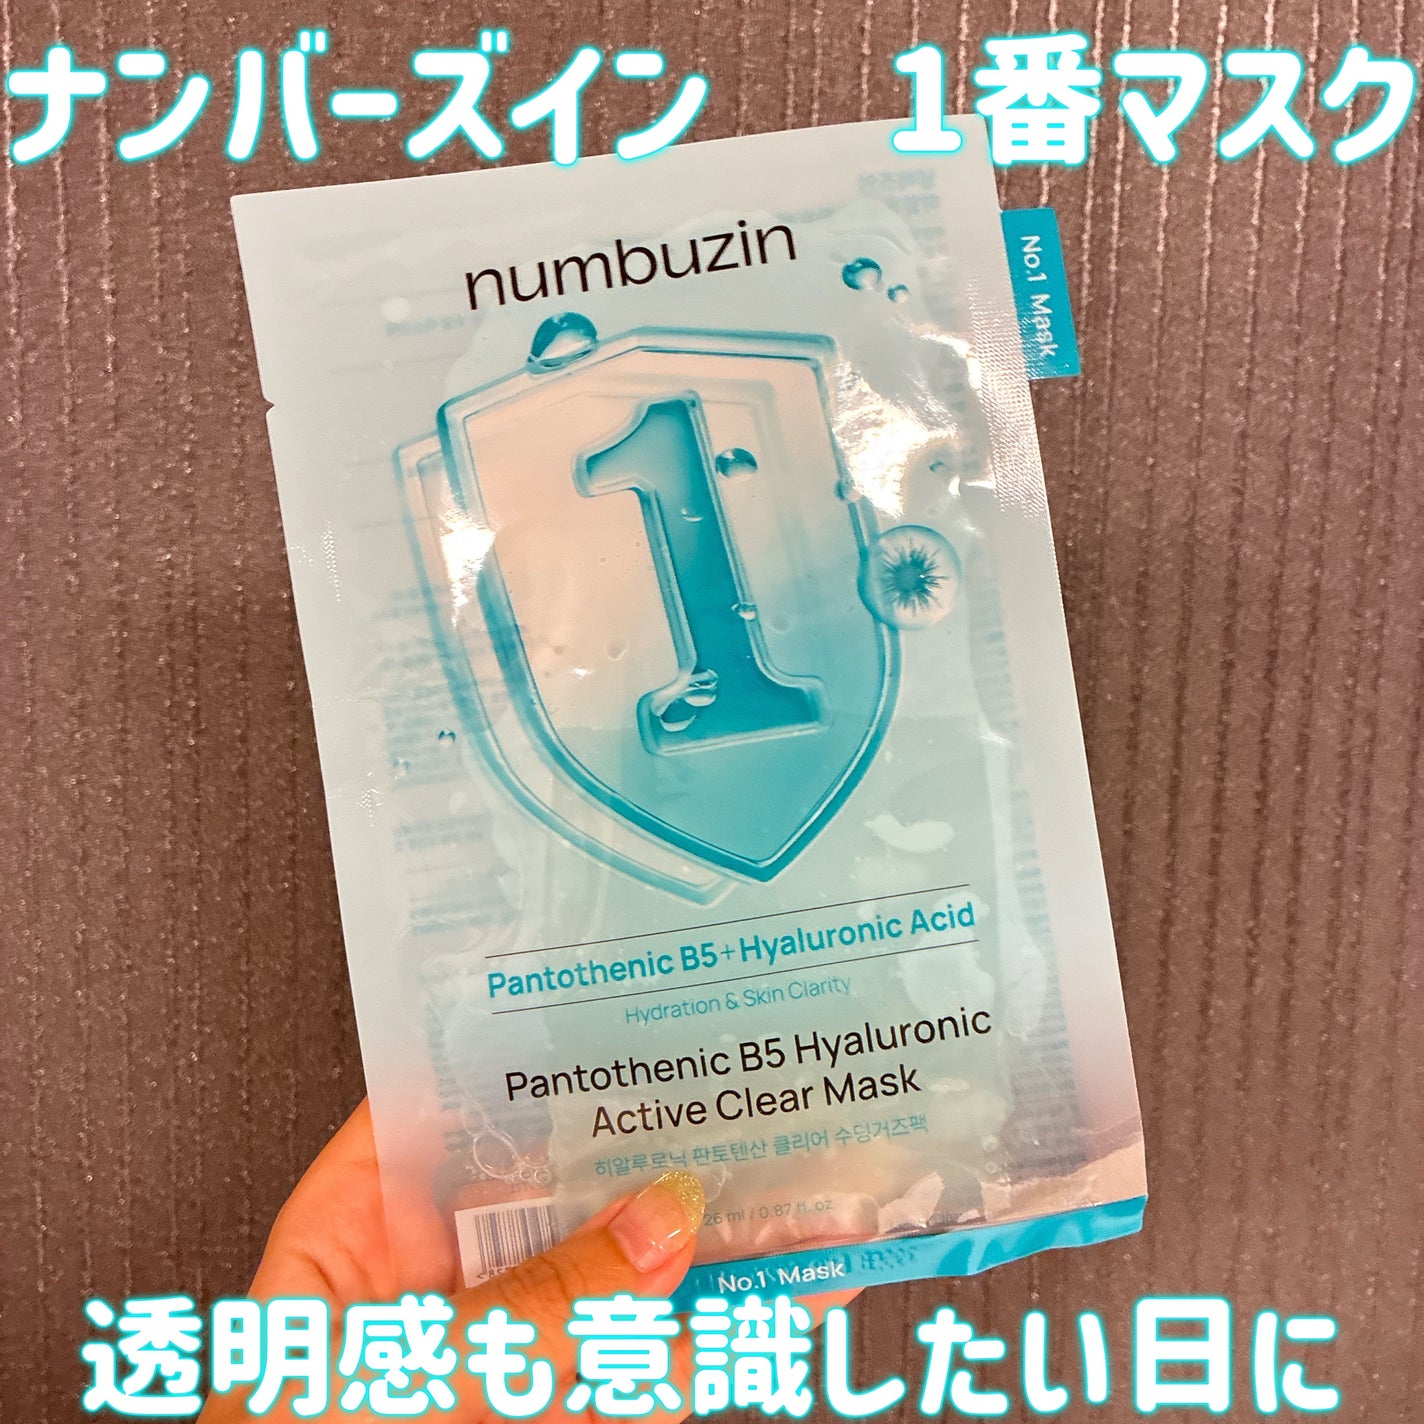 ナンバーズイン　1番マスク
numbuzin
No.1 Mask
1
Pantothenic B5+Hyaluronic Acid
Hydration & Skin Clarity
Pantothenic B5 Hyaluronic
Active Clear Mask
히알루로닉 판토텐산 클리어 수딩거즈팩
26 ml / 0.87 fl. oz
No.1 Mask
透明感も意識したい日に